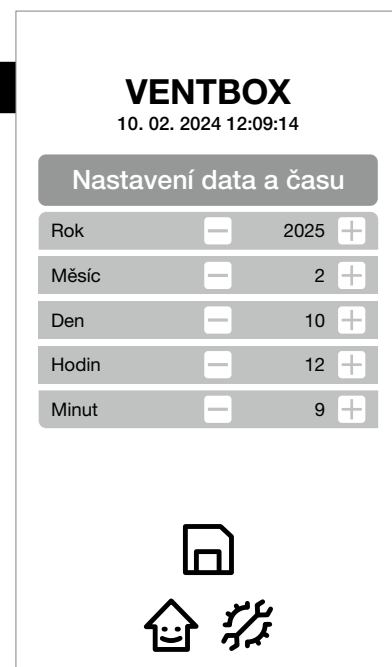 VENTBOX
10. 02. 2024 12:09:14
Nastavení data a času
Rok 2025
Měsíc 2
Den 10
Hodin 12
Minut 9